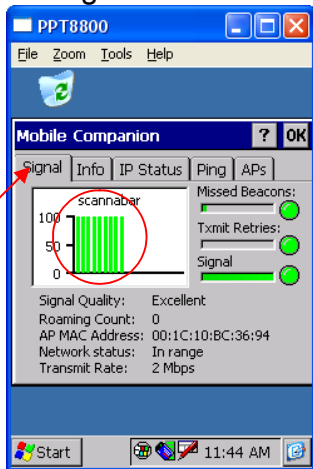 PPT8800
File Zoom Tools Help
Mobile Companion ? OK
Signal Info IP Status Ping APs
scannabar
100
50
0
Missed Beacons:
Txmit Retries:
Signal
Signal Quality: Excellent
Roaming Count: 0
AP MAC Address: 00:1C:10:BC:36:94
Network status: In range
Transmit Rate: 2 Mbps
Start 11:44 AM